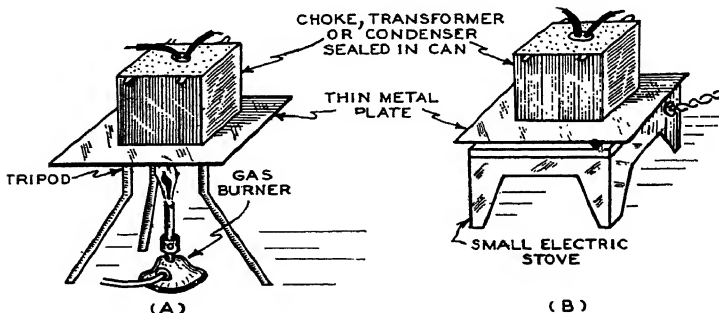 CHOKE, TRANSFORMER
OR CONDENSER
SEALED IN CAN
THIN METAL
PLATE
TRIPOD
GAS
BURNER
SMALL ELECTRIC
STOVE
(A)
(B)